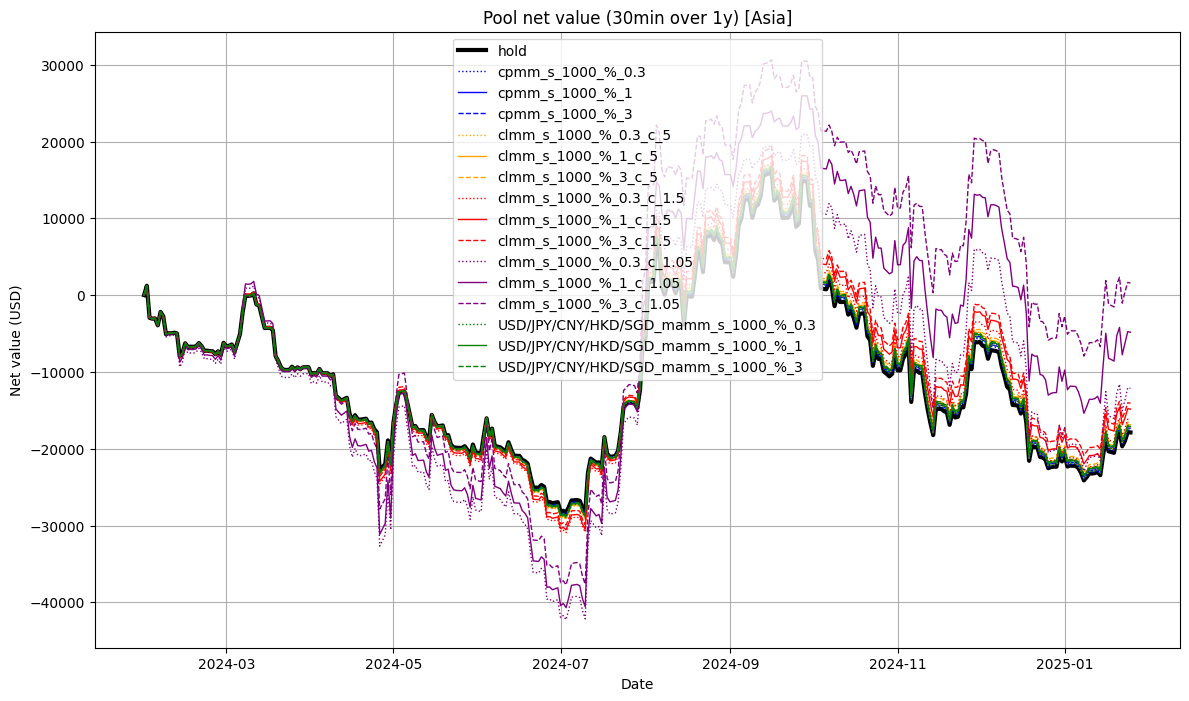 Pool net value (30min over 1y) [Asia]
30000
20000
10000
0
−10000
−20000
−30000
−40000
Net value (USD)
hold
cpmm_s_1000_%_0.3
cpmm_s_1000_%_1
cpmm_s_1000_%_3
clmm_s_1000_%_0.3_c_5
clmm_s_1000_%_1_c_5
clmm_s_1000_%_3_c_5
clmm_s_1000_%_0.3_c_1.5
clmm_s_1000_%_1_c_1.5
clmm_s_1000_%_3_c_1.5
clmm_s_1000_%_0.3_c_1.05
clmm_s_1000_%_1_c_1.05
clmm_s_1000_%_3_c_1.05
USD/JPY/CNY/HKD/SGD_mamm_s_1000_%_0.3
USD/JPY/CNY/HKD/SGD_mamm_s_1000_%_1
USD/JPY/CNY/HKD/SGD_mamm_s_1000_%_3
2024-03 2024-05 2024-07 2024-09 2024-11 2025-01
Date